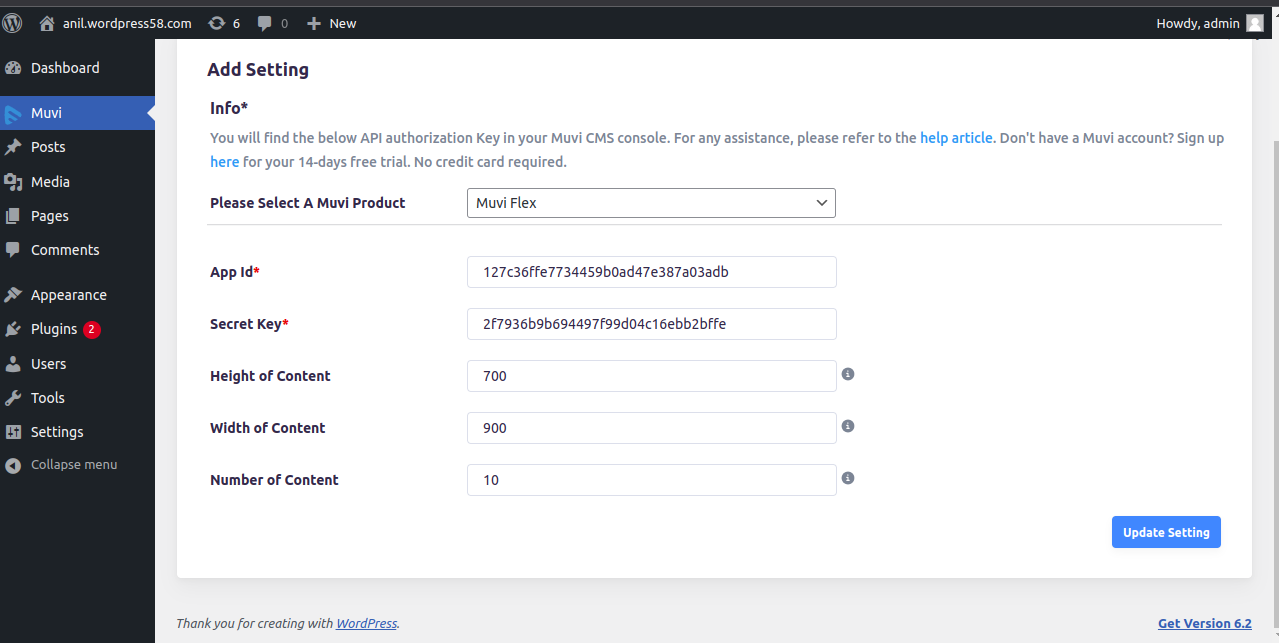 anil.wordpress58.com 6 0 New Howdy, admin
Dashboard
Muvi
Posts
Media
Pages
Comments
Appearance
Plugins 2
Users
Tools
Settings
Collapse menu
Add Setting
Info*
You will find the below API authorization Key in your Muvi CMS console. For any assistance, please refer to the help article. Don't have a Muvi account? Sign up
here for your 14-days free trial. No credit card required.
Please Select A Muvi Product Muvi Flex
App Id* 127c36ffe7734459b0ad47e387a03adb
Secret Key* 2f7936b9b694497f99d04c16ebb2bffe
Height of Content 700
Width of Content 900
Number of Content 10
Update Setting
Thank you for creating with WordPress. Get Version 6.2